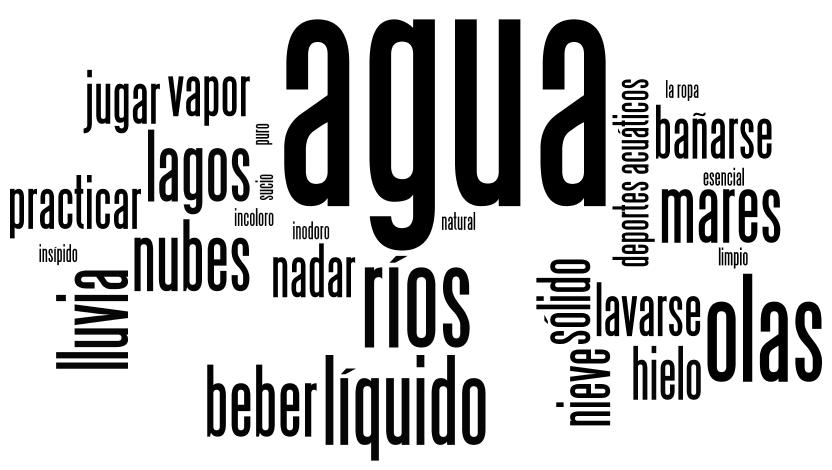 agua
jugar
vapor
puro
lagos
sucio
practicar
incoloro
insípido
nubes
inodoro
nadar
natural
ríos
lluvia
beber
líquido
la ropa
deportes acuáticos
bañarse
esencial
mares
limpio
sólido
lavarse
olas
nieve
hielo